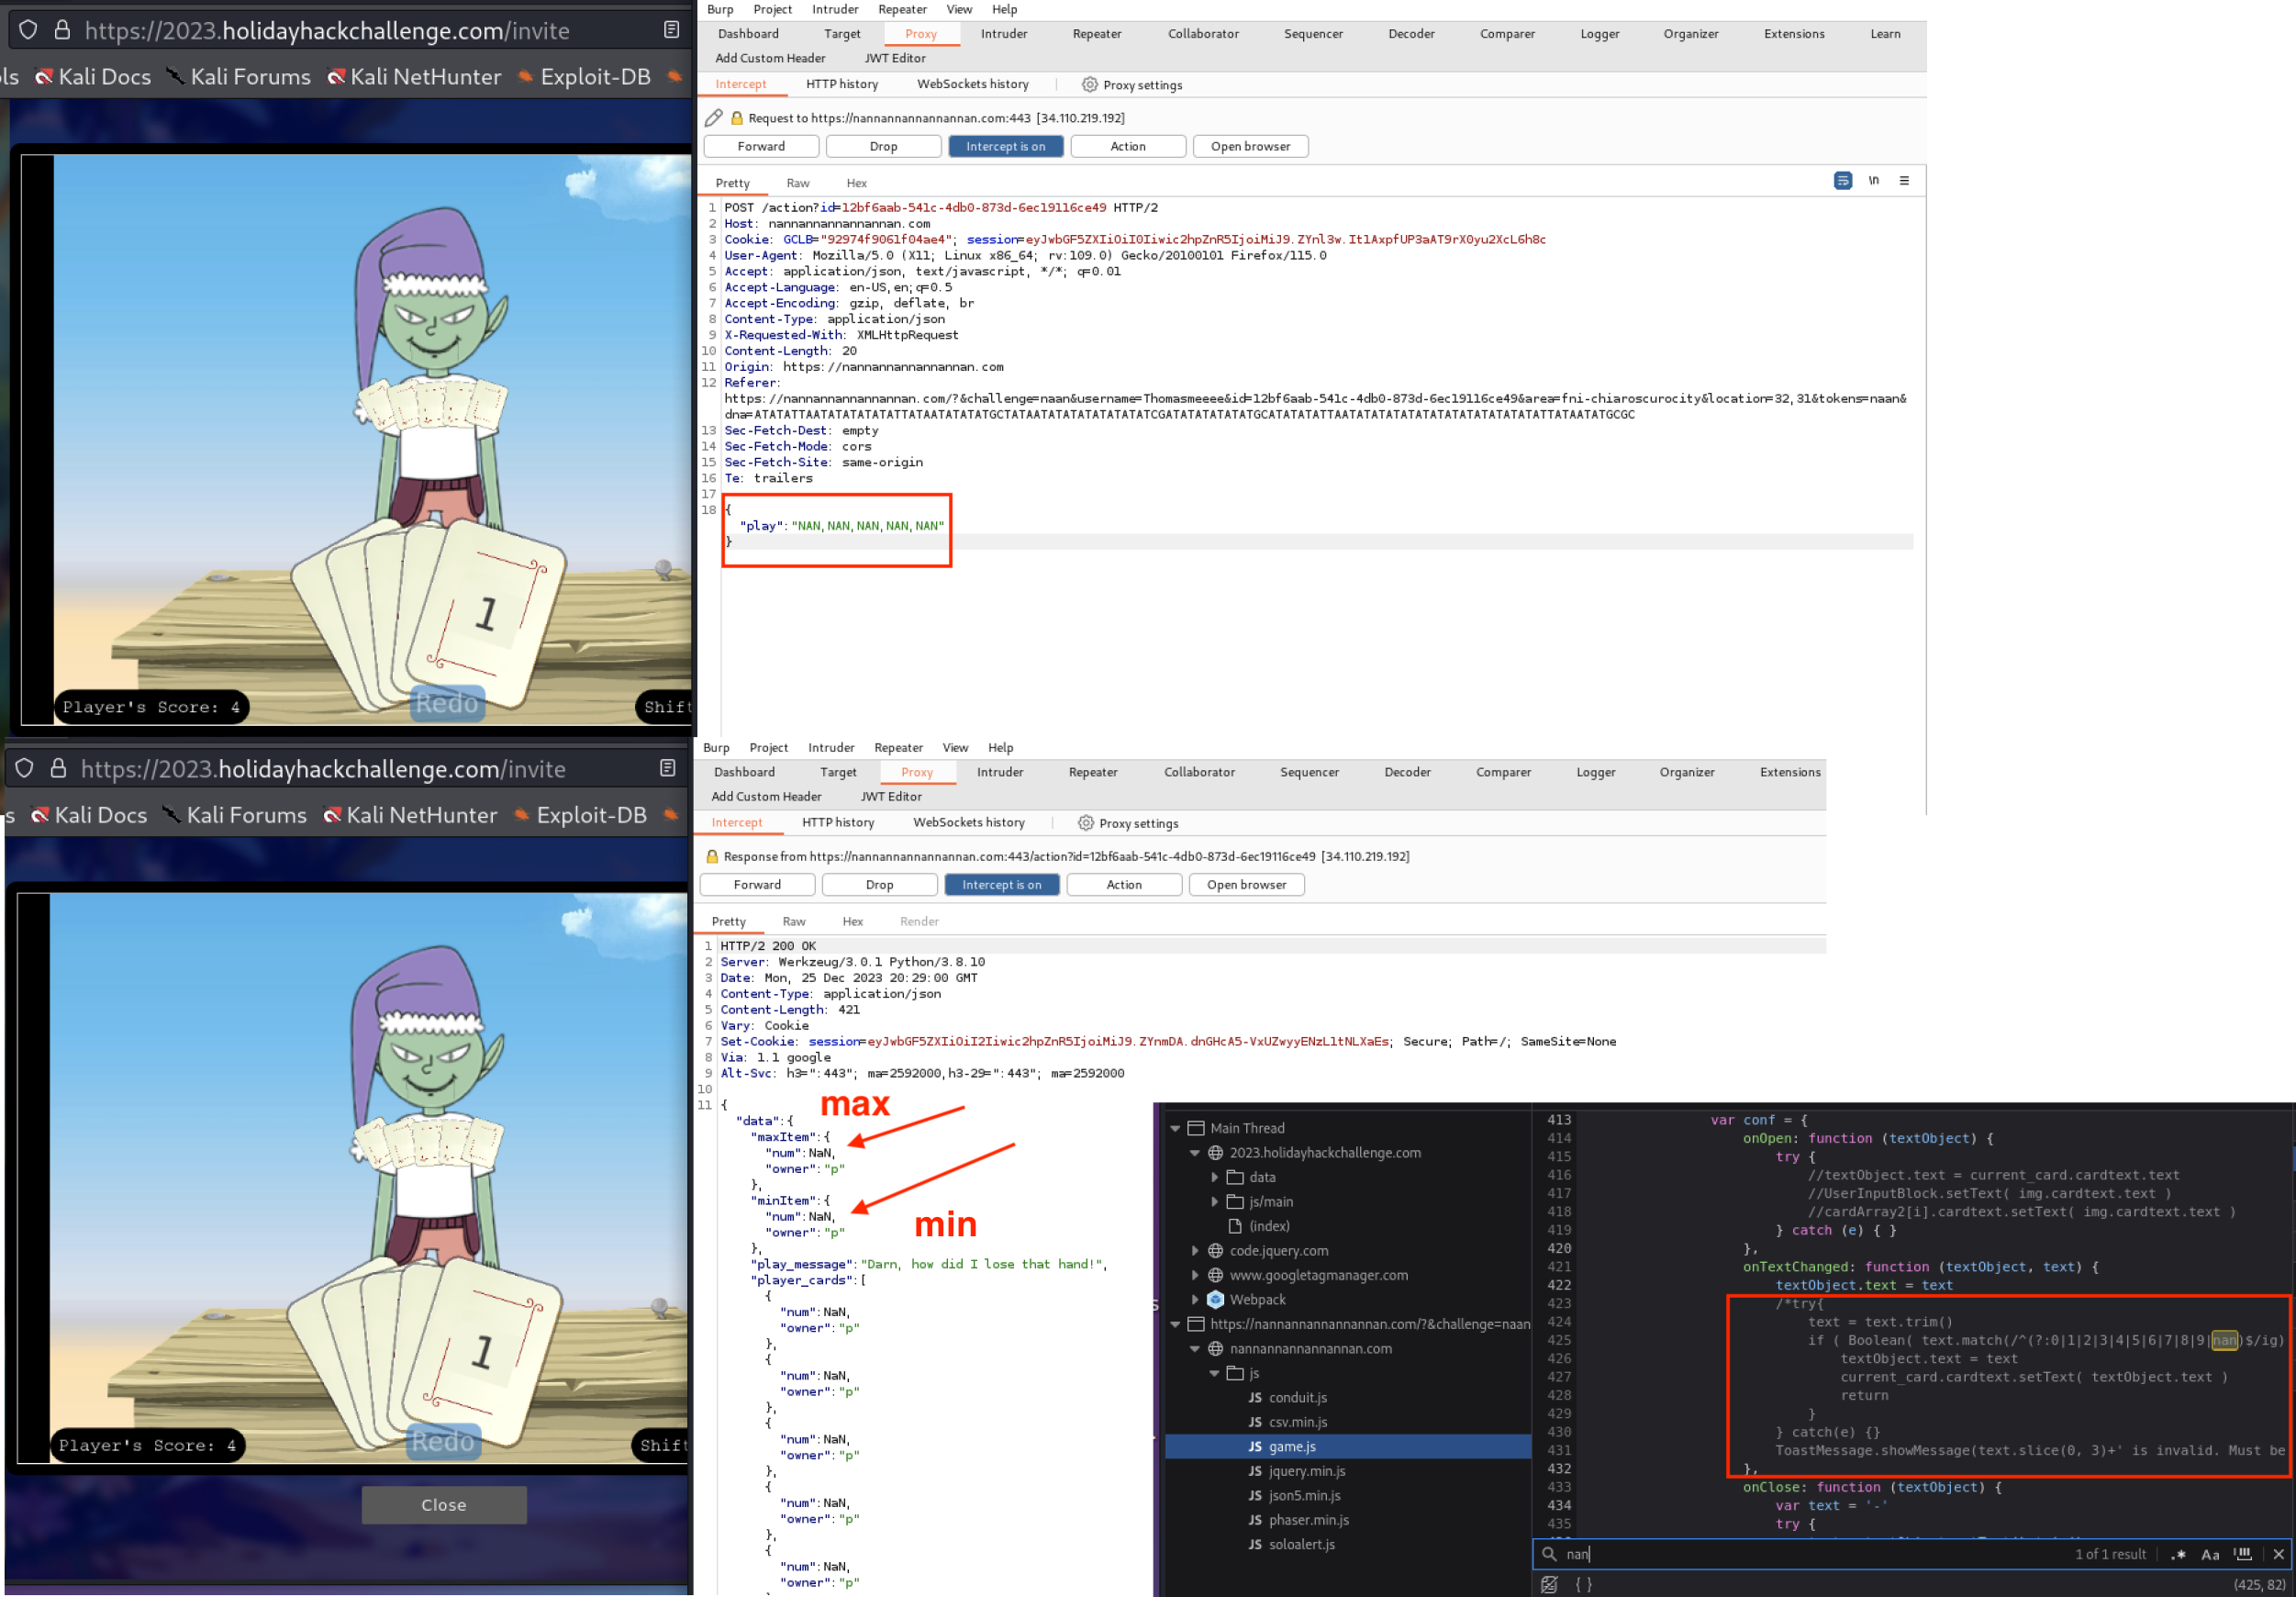 https://2023.holidayhackchallenge.com/invite
ls Kali Docs Kali Forums Kali NetHunter Exploit-DB
1
Player's Score: 4
Redo
Shift
Burp Project Intruder Repeater View Help
Dashboard Target Proxy Intruder Repeater Collaborator Sequencer Decoder Comparer Logger Organizer Extensions Learn
Add Custom Header JWT Editor
Intercept HTTP history WebSockets history Proxy settings
Request to https://nannannannannannan.com:443 [34.110.219.192]
Forward Drop Intercept is on Action Open browser
Pretty Raw Hex
\n
1 POST /action?id=12bf6aab-541c-4db0-873d-6ec19116ce49 HTTP/2
2 Host: nannannannannannan.com
3 Cookie: GCLB="92974f9061f04ae4"; session=eyJwbGF5ZXIiOiI0Iiwic2hpZnR5IjoiMiJ9.ZYnl3w.It1AxpfUP3aAT9rX0yu2XcL6h8c
4 User-Agent: Mozilla/5.0 (X11; Linux x86_64; rv:109.0) Gecko/20100101 Firefox/115.0
5 Accept: application/json, text/javascript, */*; q=0.01
6 Accept-Language: en-US,en;q=0.5
7 Accept-Encoding: gzip, deflate, br
8 Content-Type: application/json
9 X-Requested-With: XMLHttpRequest
10 Content-Length: 20
11 Origin: https://nannannannannannan.com
12 Referer:
https://nannannannannannan.com/?&challenge=naan&username=Thomasmeeee&id=12bf6aab-541c-4db0-873d-6ec19116ce49&area=fni-chiaroscurocity&location=32,31&tokens=naan&
dna=ATATATTAATATATATATATATTATAATATATATGCTATAATATATATATATATATCGATATATATATATGCATATATATTAATATATATATATATATATATATATATATTATAATATGCGC
13 Sec-Fetch-Dest: empty
14 Sec-Fetch-Mode: cors
15 Sec-Fetch-Site: same-origin
16 Te: trailers
17
18 {
"play":"NAN,NAN,NAN,NAN,NAN"
}
https://2023.holidayhackchallenge.com/invite
s Kali Docs Kali Forums Kali NetHunter Exploit-DB
1
Player's Score: 4
Redo
Shift
Close
Burp Project Intruder Repeater View Help
Dashboard Target Proxy Intruder Repeater Collaborator Sequencer Decoder Comparer Logger Organizer Extensions
Add Custom Header JWT Editor
Intercept HTTP history WebSockets history Proxy settings
Response from https://nannannannannannan.com:443/action?id=12bf6aab-541c-4db0-873d-6ec19116ce49 [34.110.219.192]
Forward Drop Intercept is on Action Open browser
Pretty Raw Hex Render
1 HTTP/2 200 OK
2 Server: Werkzeug/3.0.1 Python/3.8.10
3 Date: Mon, 25 Dec 2023 20:29:00 GMT
4 Content-Type: application/json
5 Content-Length: 421
6 Vary: Cookie
7 Set-Cookie: session=eyJwbGF5ZXIiOiI2Iiwic2hpZnR5IjoiMiJ9.ZYnmDA.dnGHcA5-VxUZwyyENzL1tNLXaEs; Secure; Path=/; SameSite=None
8 Via: 1.1 google
9 Alt-Svc: h3=":443"; ma=2592000,h3-29=":443"; ma=2592000
10
11 {
"data":{
"maxItem":{
"num":NaN,
"owner":"p"
},
"minItem":{
"num":NaN,
"owner":"p"
},
"play_message":"Darn, how did I lose that hand!",
"player_cards":[
{
"num":NaN,
"owner":"p"
},
{
"num":NaN,
"owner":"p"
},
{
"num":NaN,
"owner":"p"
},
{
"num":NaN,
"owner":"p"
},
{
"num":NaN,
"owner":"p"
max
min
Main Thread
2023.holidayhackchallenge.com
data
js/main
(index)
code.jquery.com
www.googletagmanager.com
Webpack
https://nannannannannannan.com/?&challenge=naan
nannannannannannan.com
js
JS conduit.js
JS csv.min.js
JS game.js
JS jquery.min.js
JS json5.min.js
JS phaser.min.js
JS soloalert.js
413 var conf = {
414 onOpen: function (textObject) {
415 try {
416 //textObject.text = current_card.cardtext.text
417 //UserInputBlock.setText( img.cardtext.text )
418 //cardArray2[i].cardtext.setText( img.cardtext.text )
419 } catch (e) { }
420 },
421 onTextChanged: function (textObject, text) {
422 textObject.text = text
423 /*try{
424 text = text.trim()
425 if ( Boolean( text.match(/^(?:0|1|2|3|4|5|6|7|8|9|nan)$/ig)
426 textObject.text = text
427 current_card.cardtext.setText( textObject.text )
428 return
429 }
430 } catch(e) {}
431 ToastMessage.showMessage(text.slice(0, 3)+' is invalid. Must be
432 },
433 onClose: function (textObject) {
434 var text = '-'
435 try {
nan
1 of 1 result .* Aa
{ } (425, 82)